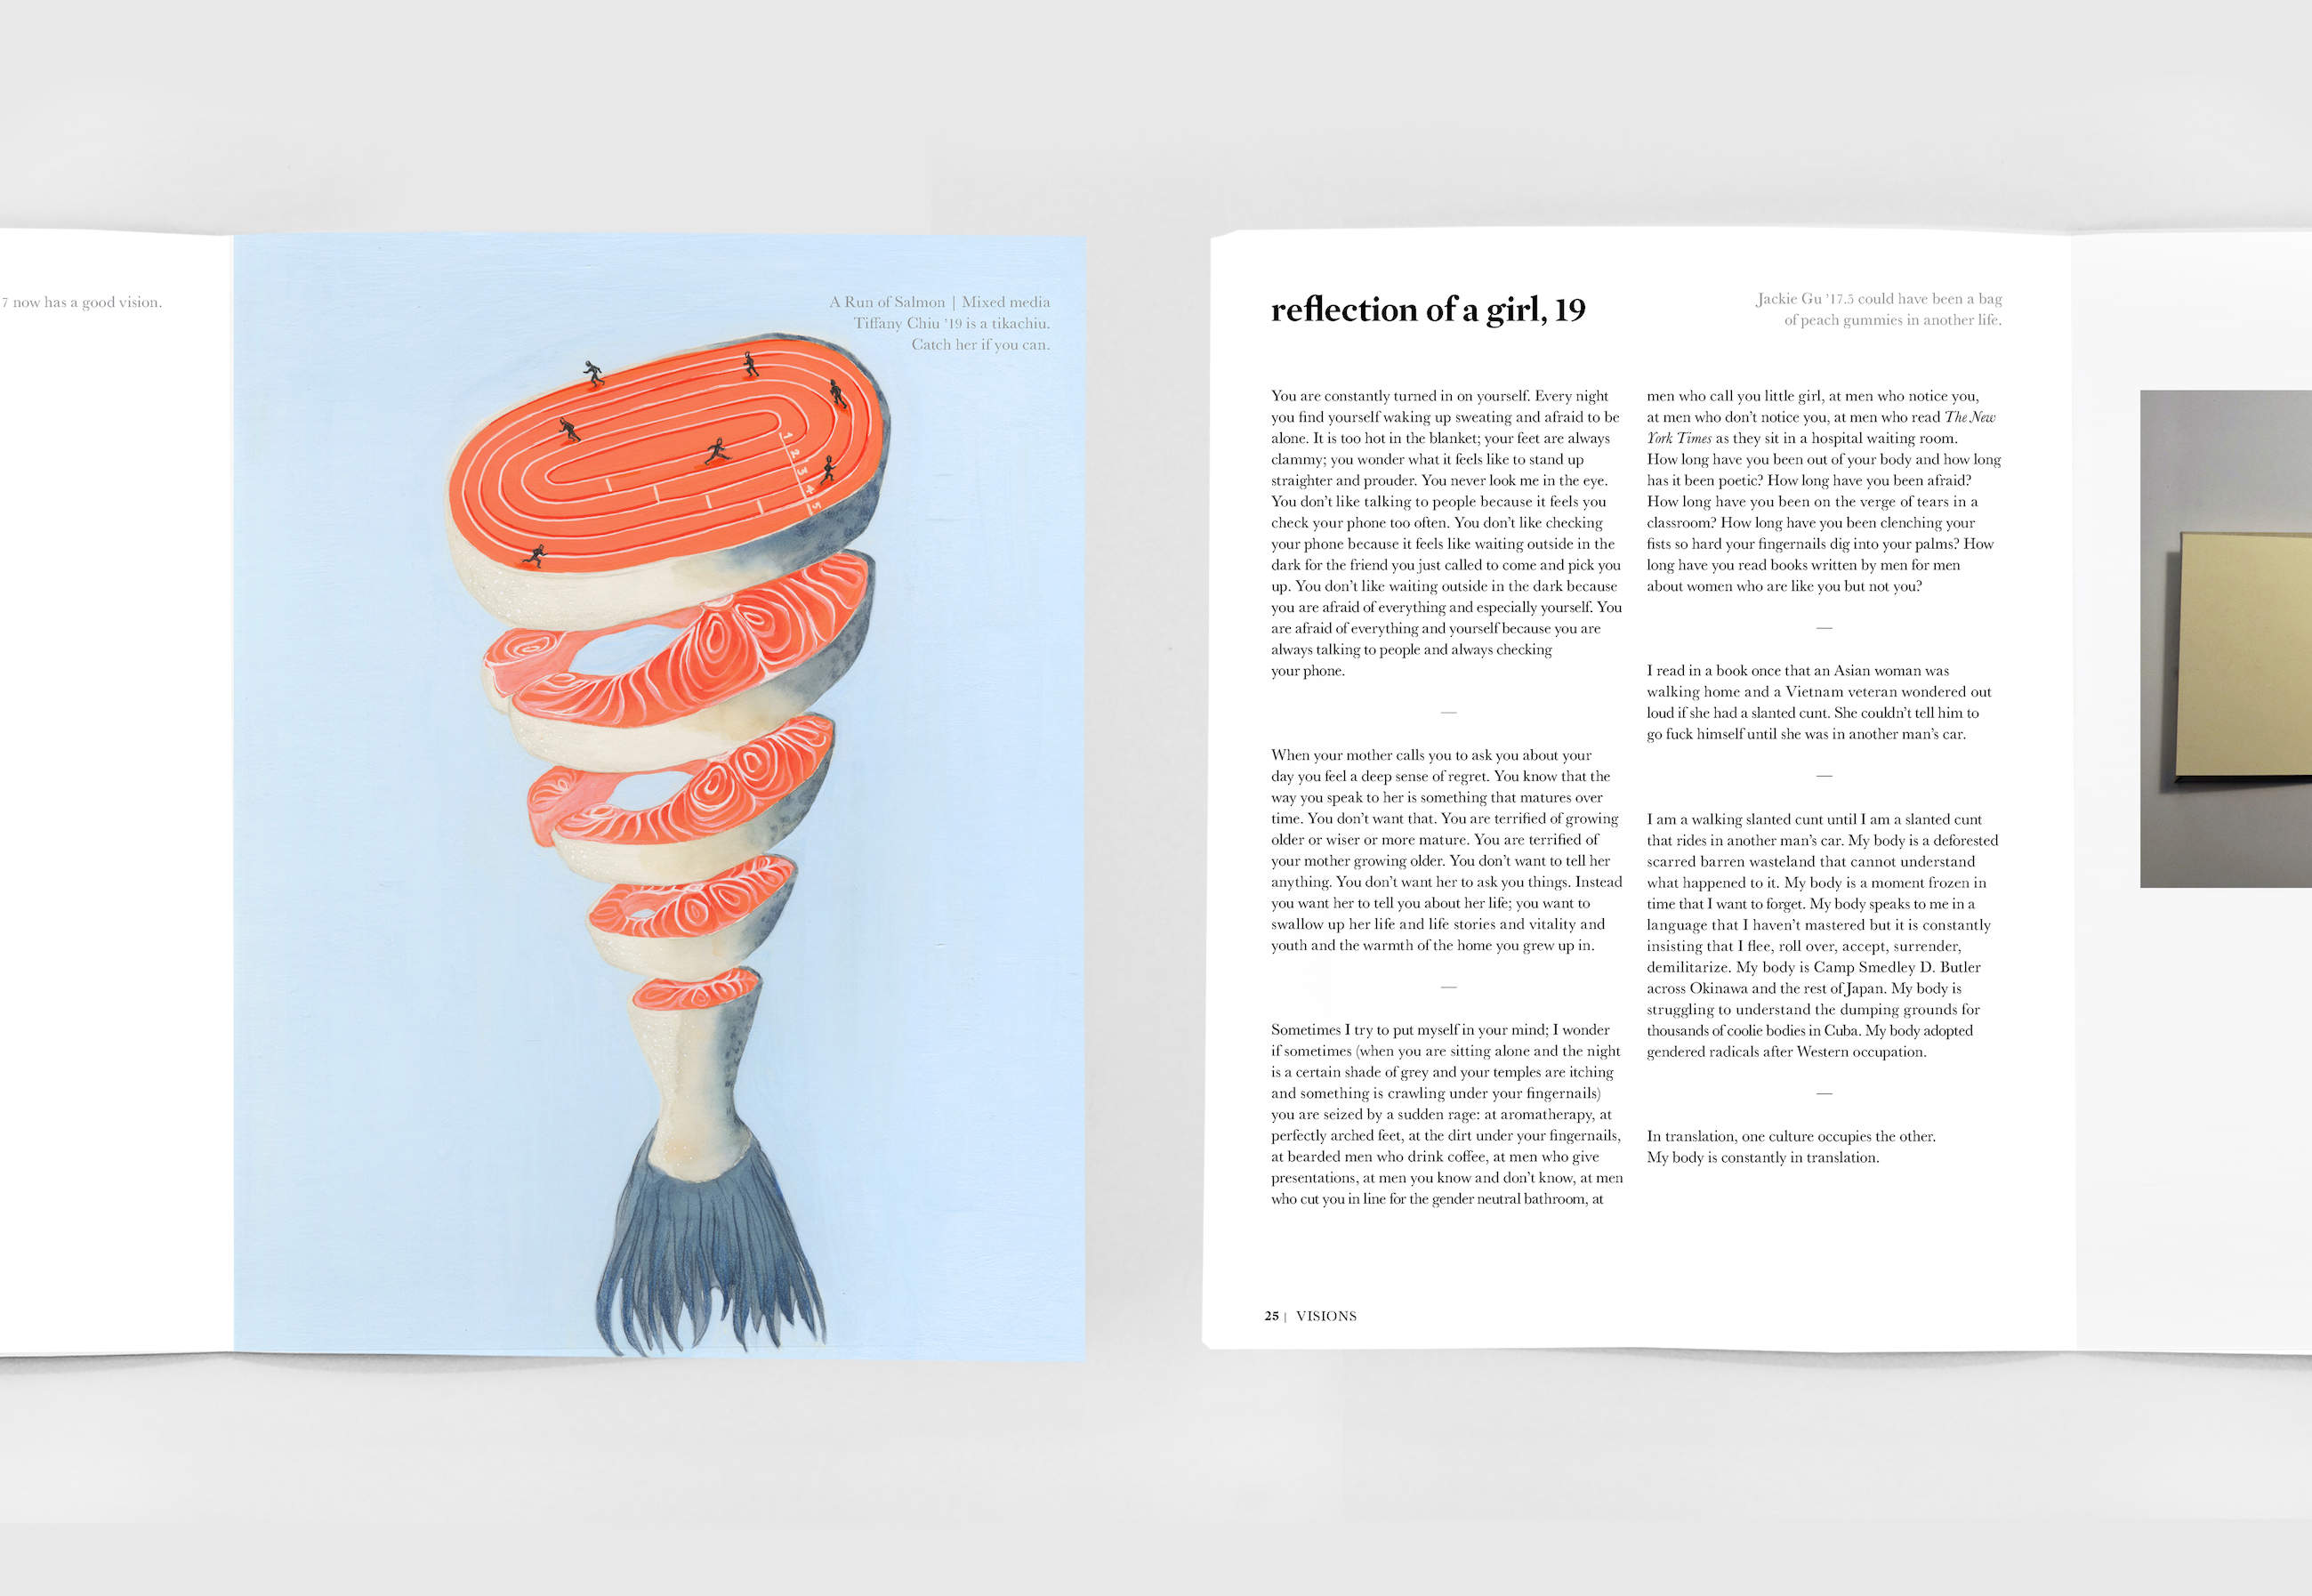 7 now has a good vision.
A Run of Salmon | Mixed media
Tiffany Chiu ’19 is a tikachiu.
Catch her if you can.
1
2
3
4
5
reflection of a girl, 19
Jackie Gu ’17.5 could have been a bag
of peach gummies in another life.
You are constantly turned in on yourself. Every night
you find yourself waking up sweating and afraid to be
alone. It is too hot in the blanket; your feet are always
clammy; you wonder what it feels like to stand up
straighter and prouder. You never look me in the eye.
You don’t like talking to people because it feels you
check your phone too often. You don’t like checking
your phone because it feels like waiting outside in the
dark for the friend you just called to come and pick you
up. You don’t like waiting outside in the dark because
you are afraid of everything and especially yourself. You
are afraid of everything and yourself because you are
always talking to people and always checking
your phone.
—
When your mother calls you to ask you about your
day you feel a deep sense of regret. You know that the
way you speak to her is something that matures over
time. You don’t want that. You are terrified of growing
older or wiser or more mature. You are terrified of
your mother growing older. You don’t want to tell her
anything. You don’t want her to ask you things. Instead
you want her to tell you about her life; you want to
swallow up her life and life stories and vitality and
youth and the warmth of the home you grew up in.
—
Sometimes I try to put myself in your mind; I wonder
if sometimes (when you are sitting alone and the night
is a certain shade of grey and your temples are itching
and something is crawling under your fingernails)
you are seized by a sudden rage: at aromatherapy, at
perfectly arched feet, at the dirt under your fingernails,
at bearded men who drink coffee, at men who give
presentations, at men you know and don’t know, at men
who cut you in line for the gender neutral bathroom, at
men who call you little girl, at men who notice you,
at men who don’t notice you, at men who read The New
York Times as they sit in a hospital waiting room.
How long have you been out of your body and how long
has it been poetic? How long have you been afraid?
How long have you been on the verge of tears in a
classroom? How long have you been clenching your
fists so hard your fingernails dig into your palms? How
long have you read books written by men for men
about women who are like you but not you?
—
I read in a book once that an Asian woman was
walking home and a Vietnam veteran wondered out
loud if she had a slanted cunt. She couldn’t tell him to
go fuck himself until she was in another man’s car.
—
I am a walking slanted cunt until I am a slanted cunt
that rides in another man’s car. My body is a deforested
scarred barren wasteland that cannot understand
what happened to it. My body is a moment frozen in
time that I want to forget. My body speaks to me in a
language that I haven’t mastered but it is constantly
insisting that I flee, roll over, accept, surrender,
demilitarize. My body is Camp Smedley D. Butler
across Okinawa and the rest of Japan. My body is
struggling to understand the dumping grounds for
thousands of coolie bodies in Cuba. My body adopted
gendered radicals after Western occupation.
—
In translation, one culture occupies the other.
My body is constantly in translation.
25 | VISIONS